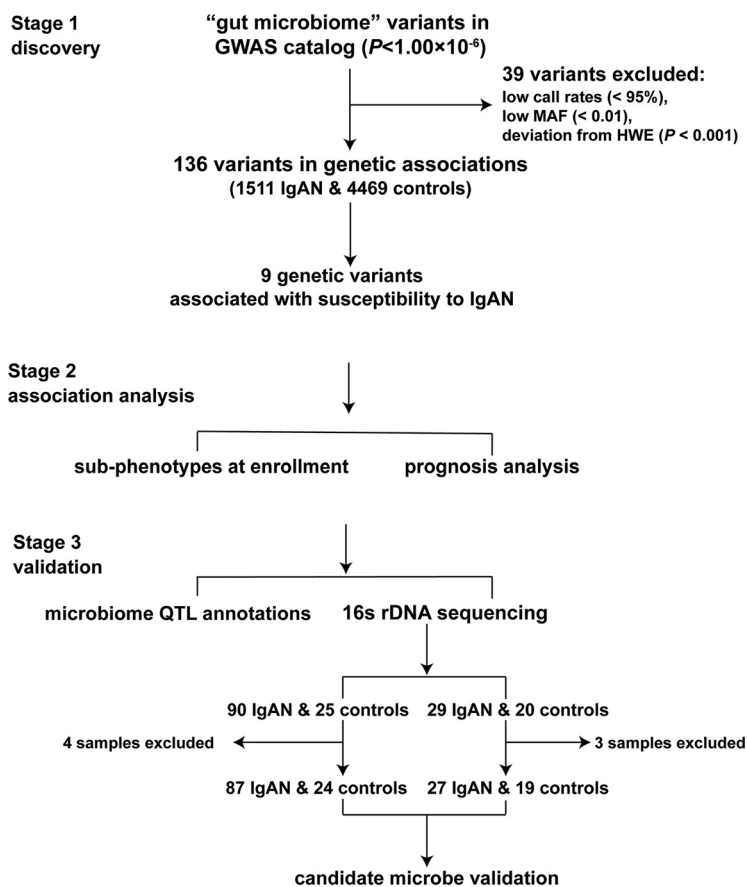 Stage 1
discovery
“gut microbiome” variants in
GWAS catalog (P<1.00×10⁻⁶)
39 variants excluded:
low call rates (< 95%),
low MAF (< 0.01),
deviation from HWE (P < 0.001)
136 variants in genetic associations
(1511 IgAN & 4469 controls)
9 genetic variants
associated with susceptibility to IgAN
Stage 2
association analysis
sub-phenotypes at enrollment
prognosis analysis
Stage 3
validation
microbiome QTL annotations
16s rDNA sequencing
90 IgAN & 25 controls
29 IgAN & 20 controls
4 samples excluded
3 samples excluded
87 IgAN & 24 controls
27 IgAN & 19 controls
candidate microbe validation